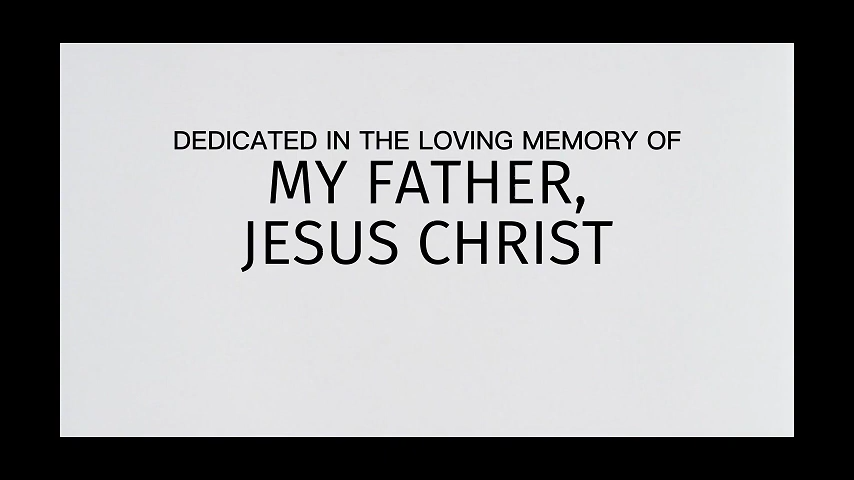 DEDICATED IN THE LOVING MEMORY OF
MY FATHER,
JESUS CHRIST